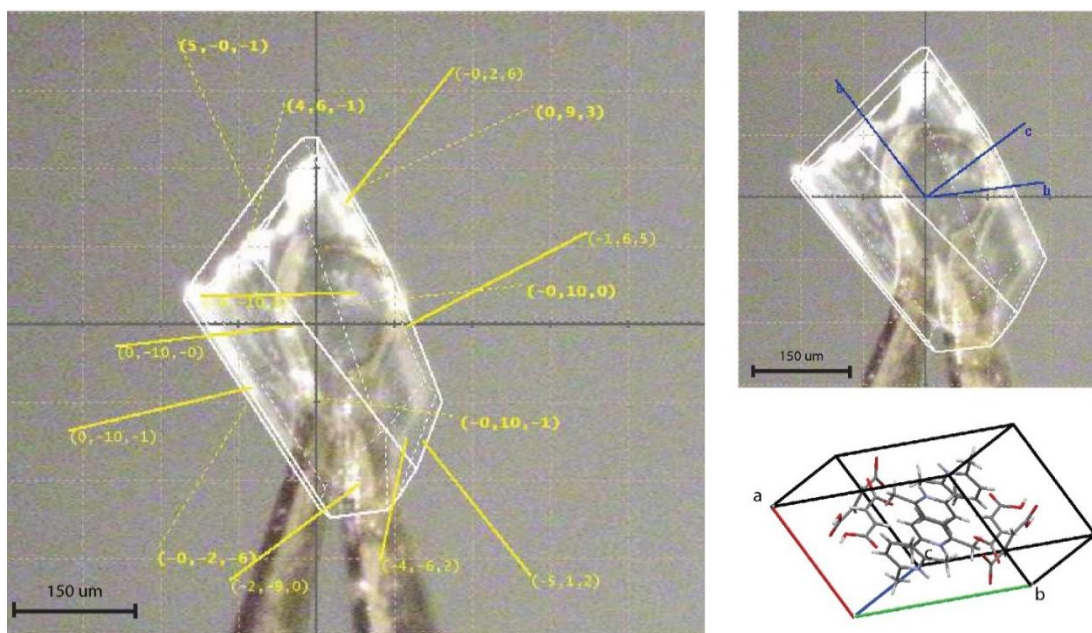 (5,-0,-1)
(-0,2,6)
(4,6,-1)
(0,9,3)
(-1,6,5)
(-0,10,0)
(0,-10,-0)
(0,-10,-1)
(-0,10,-1)
(-0,-2,-6)
(-2,-9,0)
(-4,-6,2)
(-5,1,2)
150 um
c
150 um
a
c
b